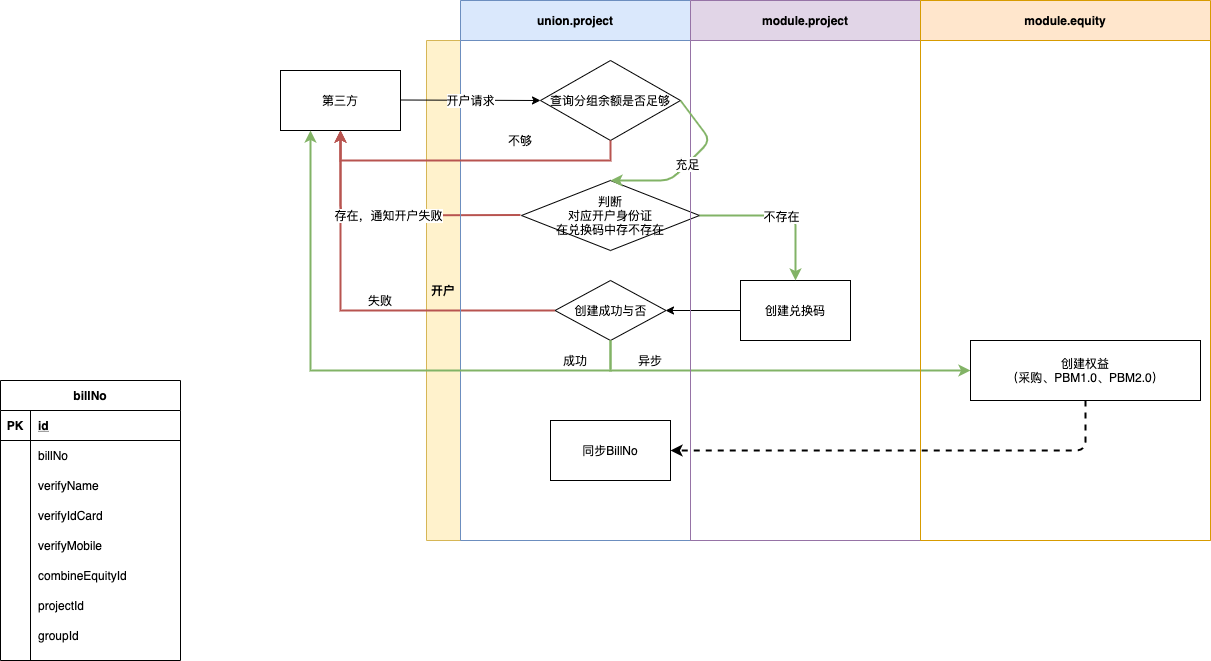 union.project
module.project
module.equity
第三方
开户请求
查询分组余额是否足够
不够
充足
判断
对应开户身份证
在兑换码中存不存在
存在，通知开户失败
不存在
开户
失败
创建成功与否
创建兑换码
成功
异步
创建权益
（采购、PBM1.0、PBM2.0）
同步BillNo
billNo
PK
id
billNo
verifyName
verifyIdCard
verifyMobile
combineEquityId
projectId
groupId